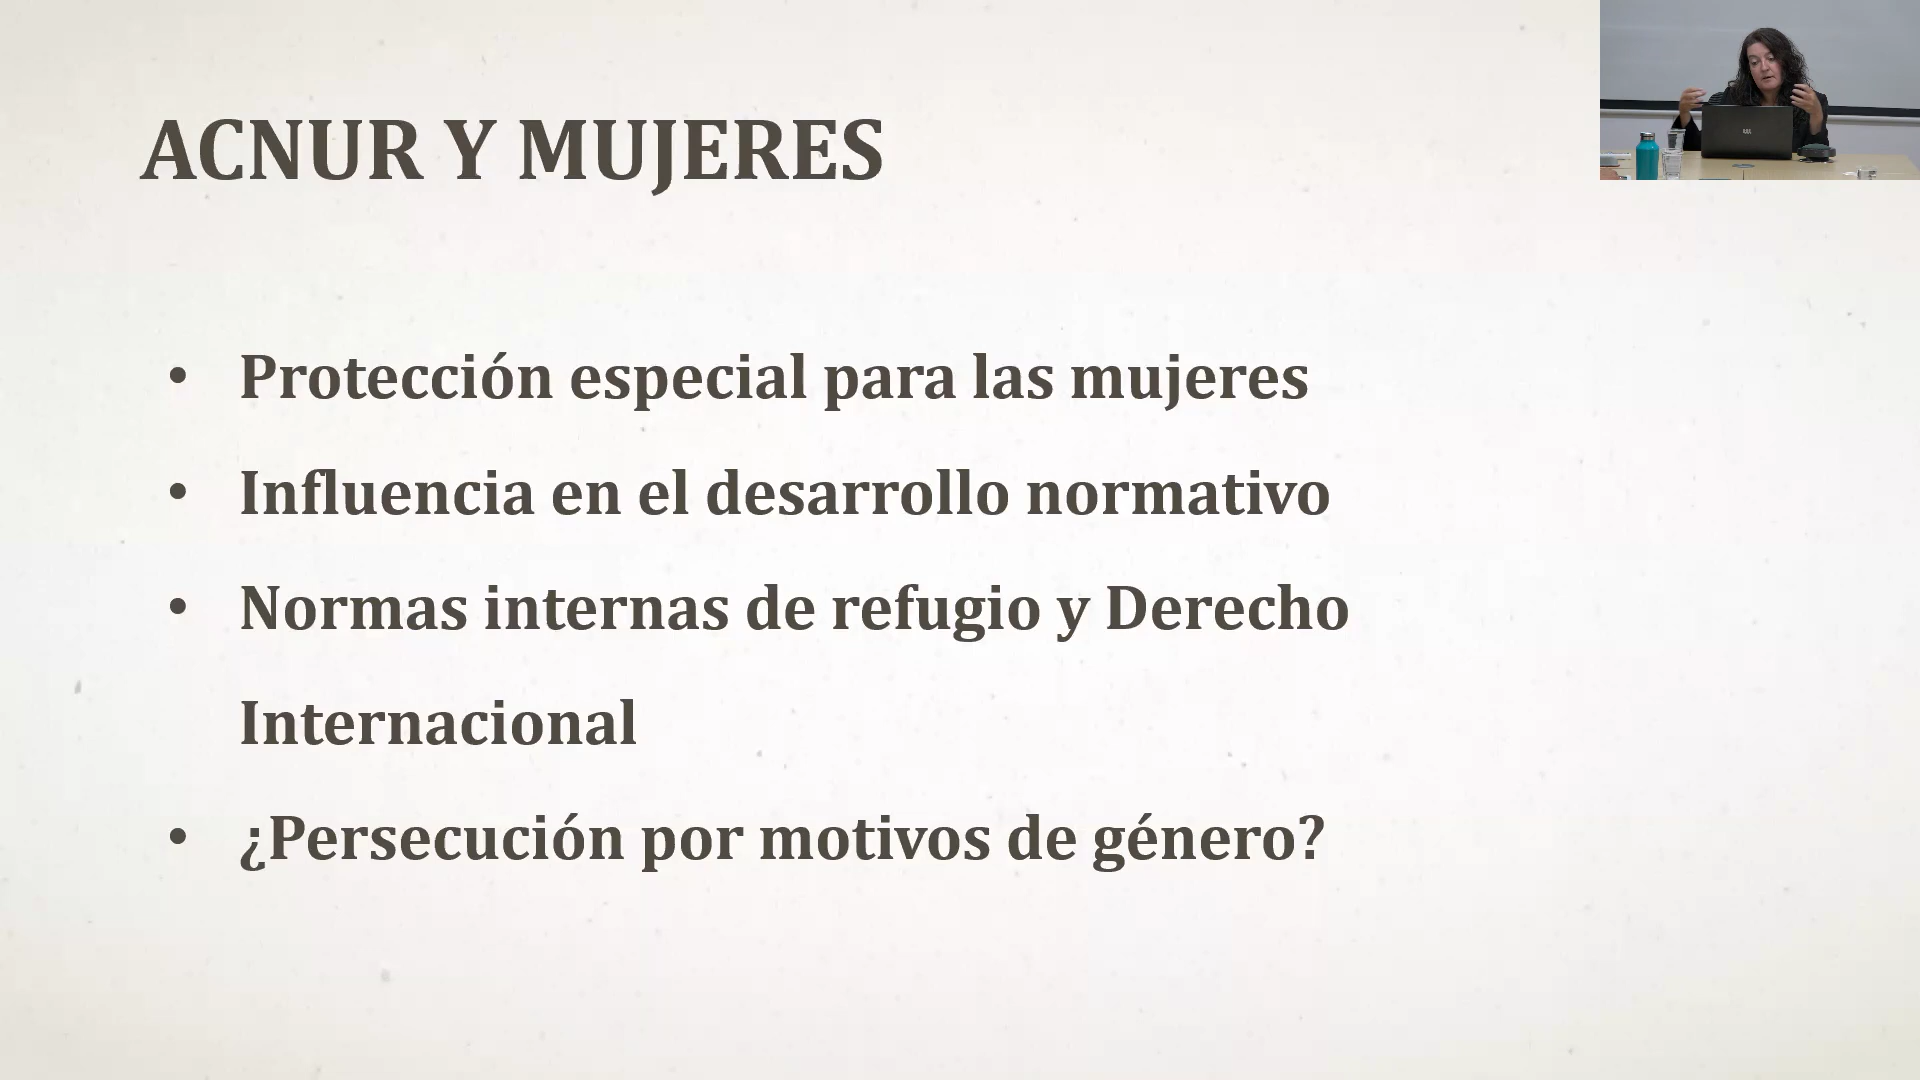 ACNUR Y MUJERES
• Protección especial para las mujeres
• Influencia en el desarrollo normativo
• Normas internas de refugio y Derecho
Internacional
• ¿Persecución por motivos de género?